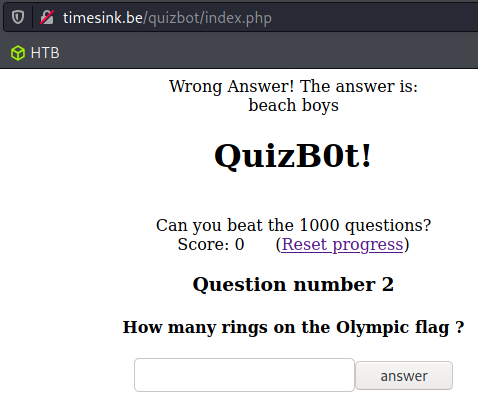 timesink.be/quizbot/index.php
HTB
Wrong Answer! The answer is:
beach boys
QuizB0t!
Can you beat the 1000 questions?
Score: 0 (Reset progress)
Question number 2
How many rings on the Olympic flag ?
answer